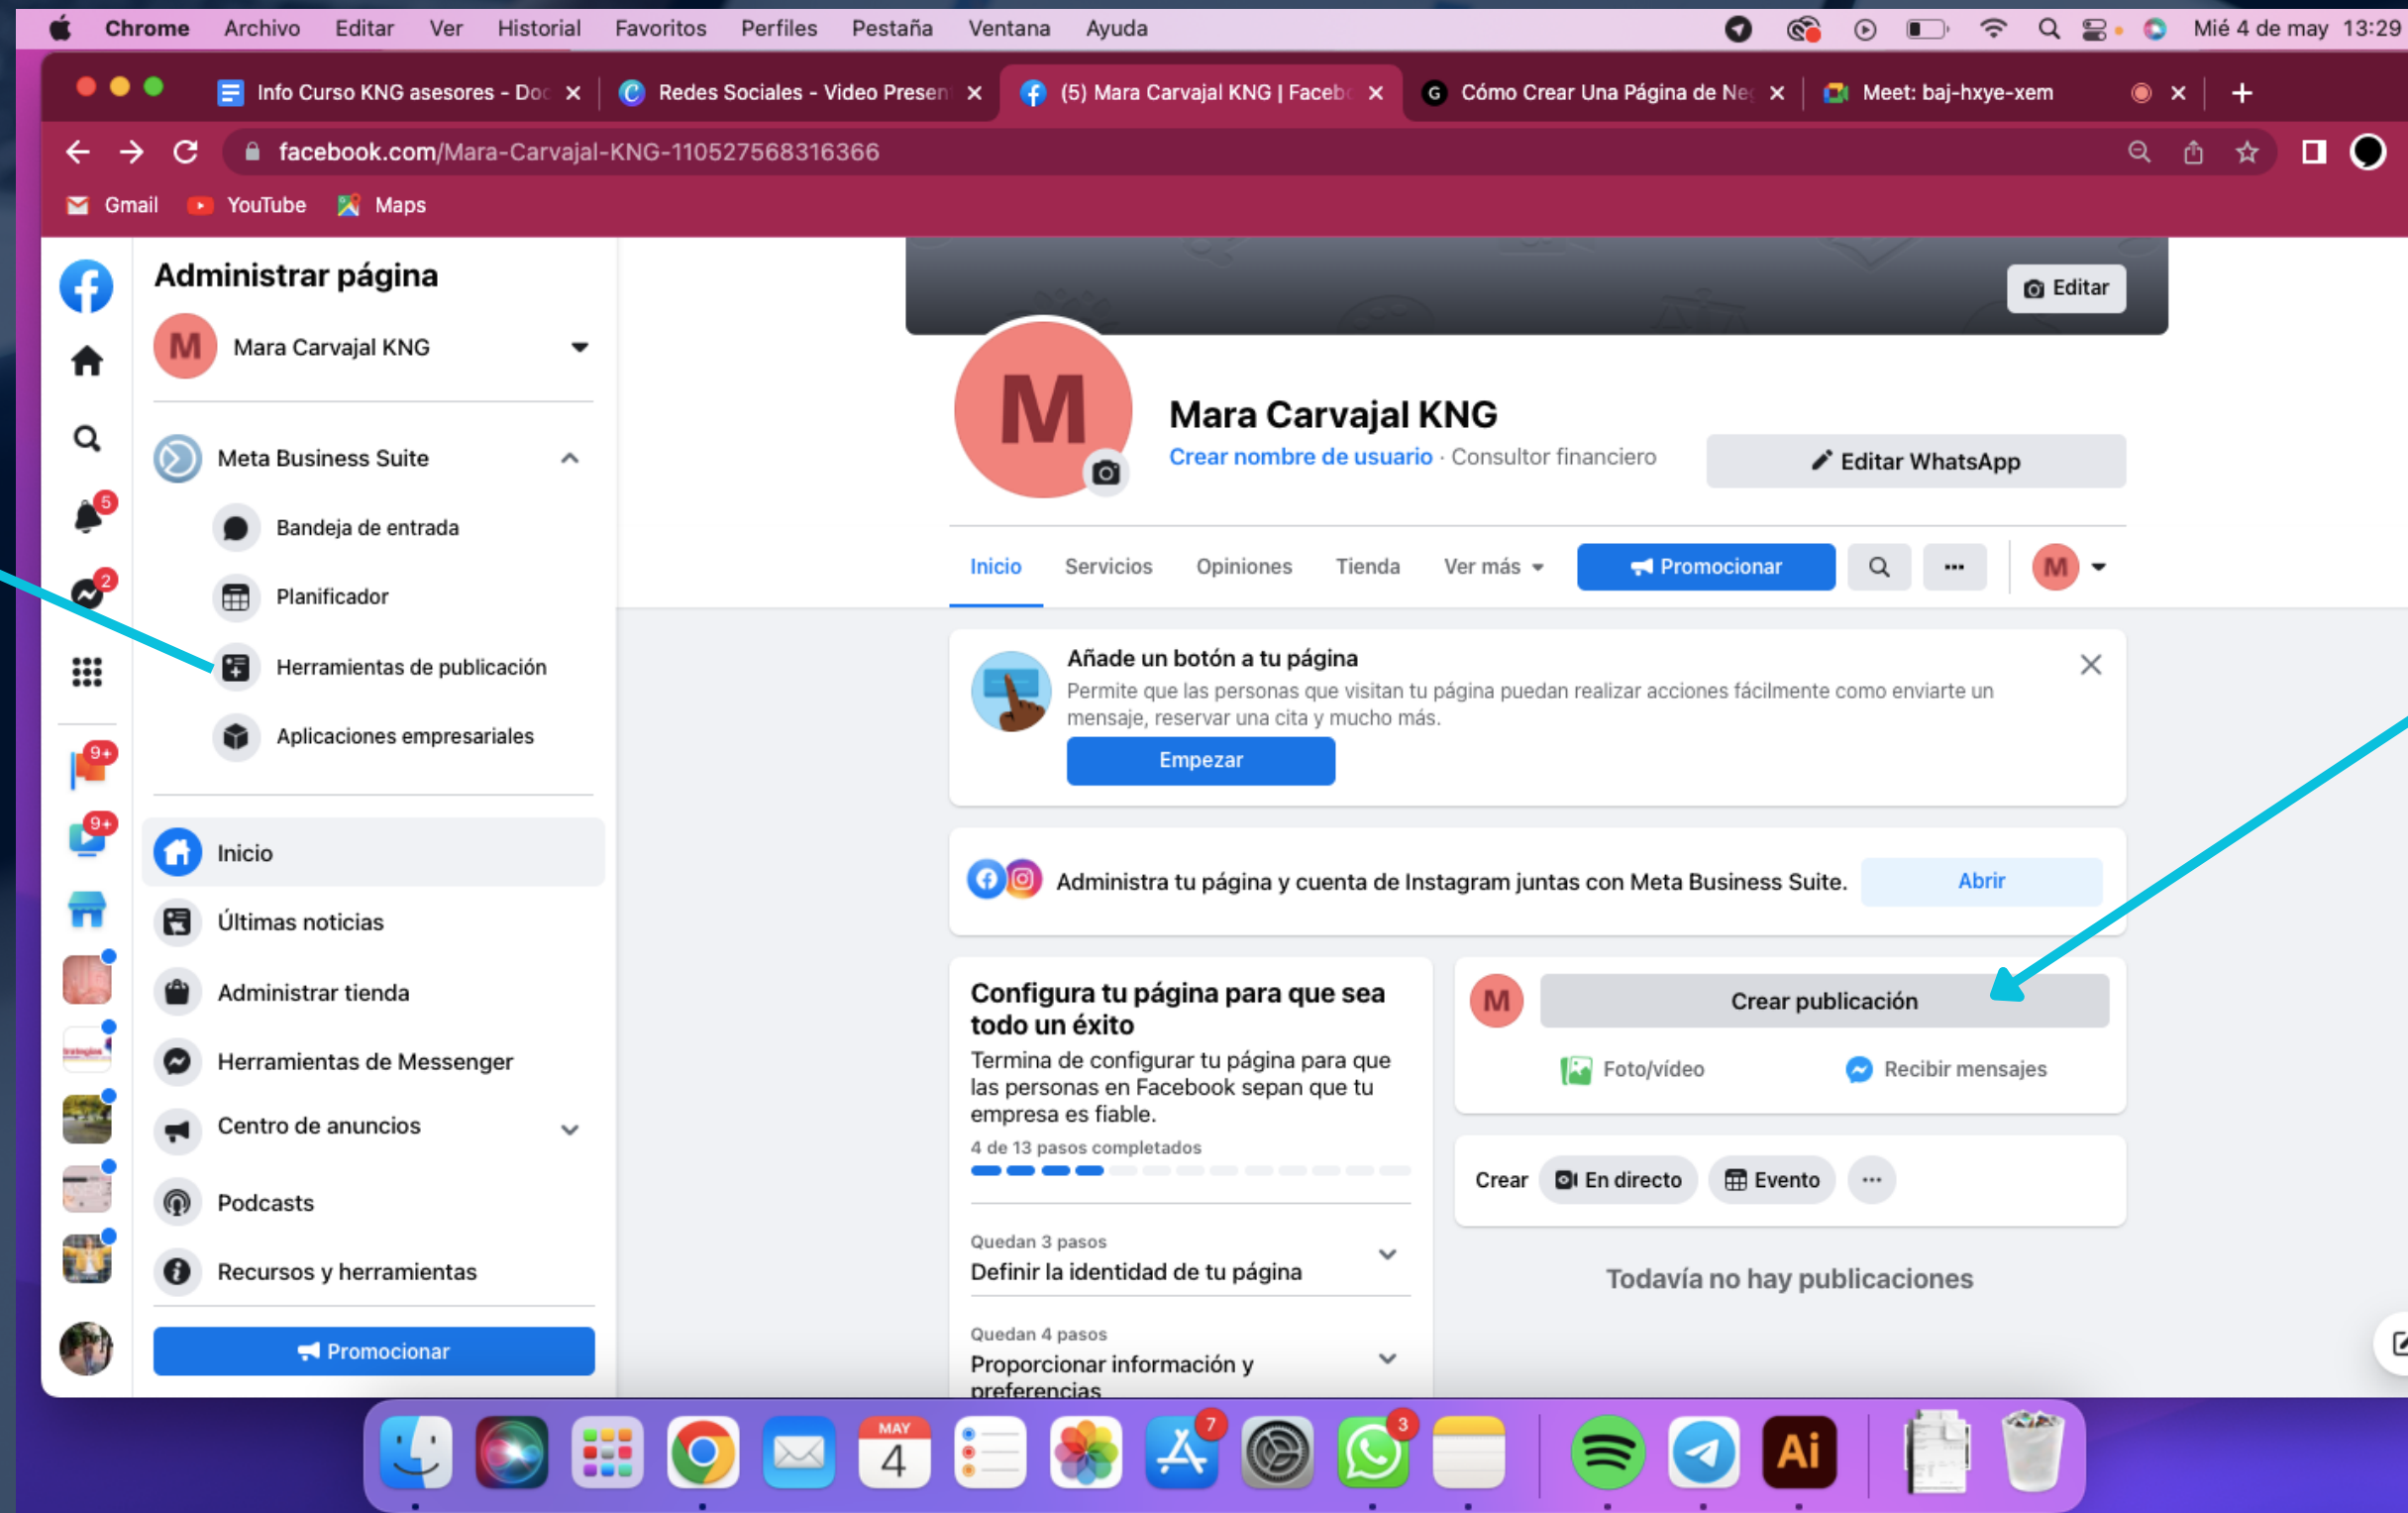 Chrome Archivo Editar Ver Historial Favoritos Perfiles Pestaña Ventana Ayuda
Mié 4 de may 13:29
Info Curso KNG asesores - Doc
Redes Sociales - Video Presen
(5) Mara Carvajal KNG | Facebo
Cómo Crear Una Página de Neg
Meet: baj-hxye-xem
facebook.com/Mara-Carvajal-KNG-110527568316366
Gmail YouTube Maps
Administrar página
M Mara Carvajal KNG
Meta Business Suite
5
Bandeja de entrada
2
Planificador
Herramientas de publicación
Aplicaciones empresariales
9+
9+
Inicio
Últimas noticias
Administrar tienda
Herramientas de Messenger
Centro de anuncios
Podcasts
Recursos y herramientas
Promocionar
Editar
M
Mara Carvajal KNG
Crear nombre de usuario · Consultor financiero
Editar WhatsApp
Inicio Servicios Opiniones Tienda Ver más Promocionar M
Añade un botón a tu página
Permite que las personas que visitan tu página puedan realizar acciones fácilmente como enviarte un
mensaje, reservar una cita y mucho más.
Empezar
Administra tu página y cuenta de Instagram juntas con Meta Business Suite. Abrir
Configura tu página para que sea
todo un éxito
Termina de configurar tu página para que
las personas en Facebook sepan que tu
empresa es fiable.
4 de 13 pasos completados
Quedan 3 pasos
Definir la identidad de tu página
Quedan 4 pasos
Proporcionar información y
preferencias
M Crear publicación
Foto/vídeo Recibir mensajes
Crear En directo Evento
Todavía no hay publicaciones
MAY
4
7
3
Ai